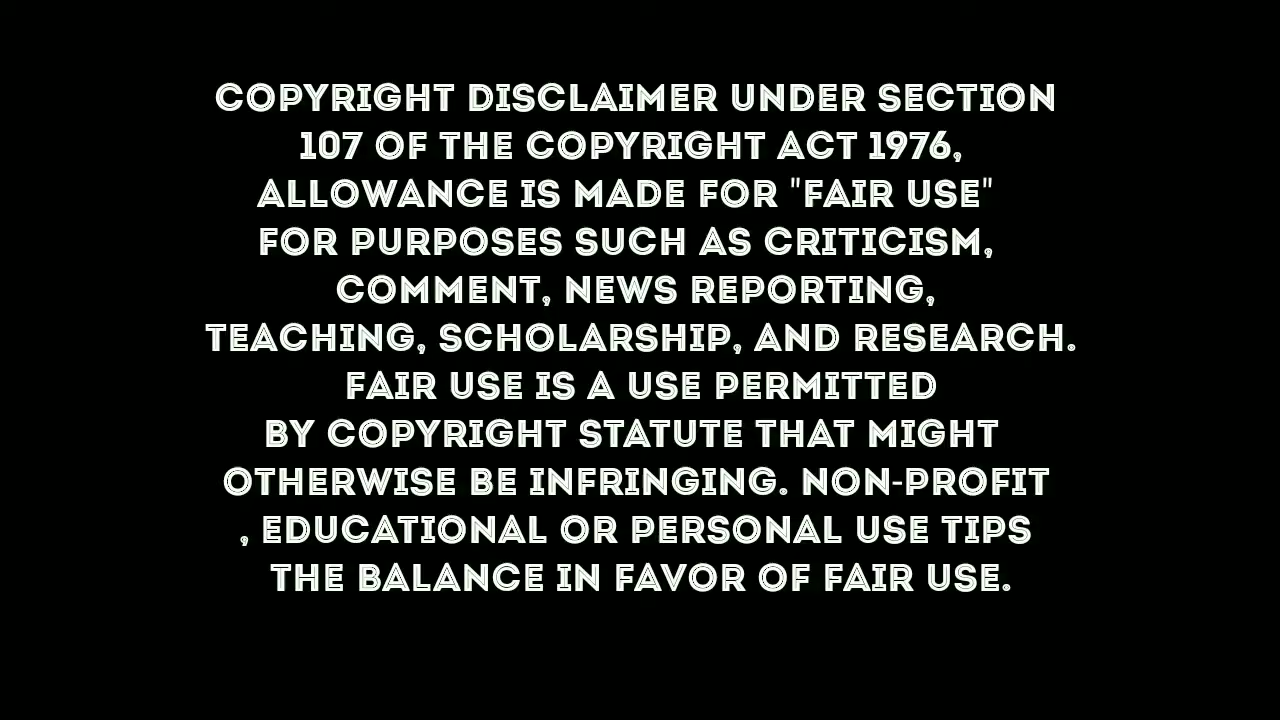 COPYRIGHT DISCLAIMER UNDER SECTION
107 OF THE COPYRIGHT ACT 1976,
ALLOWANCE IS MADE FOR "FAIR USE"
FOR PURPOSES SUCH AS CRITICISM,
COMMENT, NEWS REPORTING,
TEACHING, SCHOLARSHIP, AND RESEARCH.
FAIR USE IS A USE PERMITTED
BY COPYRIGHT STATUTE THAT MIGHT
OTHERWISE BE INFRINGING. NON-PROFIT
, EDUCATIONAL OR PERSONAL USE TIPS
THE BALANCE IN FAVOR OF FAIR USE.